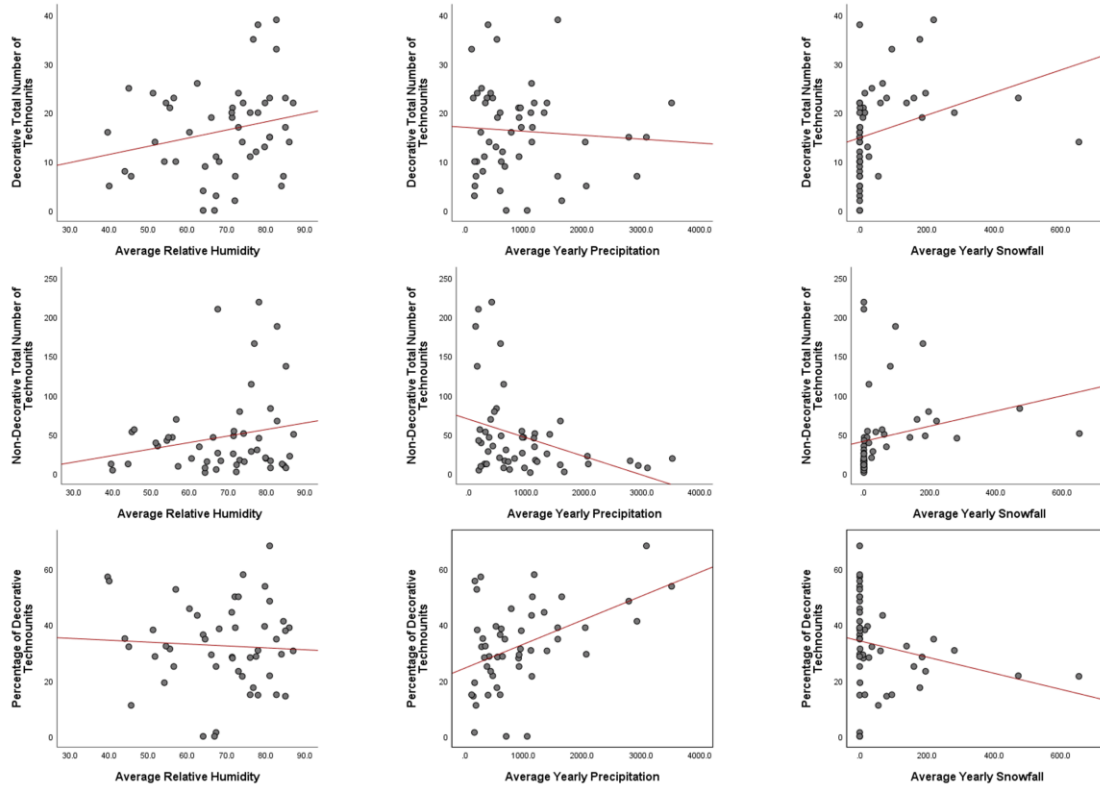 Decorative Total Number of
Technounits
40
30
20
10
0
30.0 40.0 50.0 60.0 70.0 80.0 90.0
Average Relative Humidity
Decorative Total Number of
Technounits
40
30
20
10
0
.0 1000.0 2000.0 3000.0 4000.0
Average Yearly Precipitation
Decorative Total Number of
Technounits
40
30
20
10
0
.0 200.0 400.0 600.0
Average Yearly Snowfall
Non-Decorative Total Number of
Technounits
250
200
150
100
50
0
30.0 40.0 50.0 60.0 70.0 80.0 90.0
Average Relative Humidity
Non-Decorative Total Number of
Technounits
250
200
150
100
50
0
.0 1000.0 2000.0 3000.0 4000.0
Average Yearly Precipitation
Non-Decorative Total Number of
Technounits
250
200
150
100
50
0
.0 200.0 400.0 600.0
Average Yearly Snowfall
Percentage of Decorative
Technounits
60
40
20
0
30.0 40.0 50.0 60.0 70.0 80.0 90.0
Average Relative Humidity
Percentage of Decorative
Technounits
60
40
20
0
.0 1000.0 2000.0 3000.0 4000.0
Average Yearly Precipitation
Percentage of Decorative
Technounits
60
40
20
0
.0 200.0 400.0 600.0
Average Yearly Snowfall